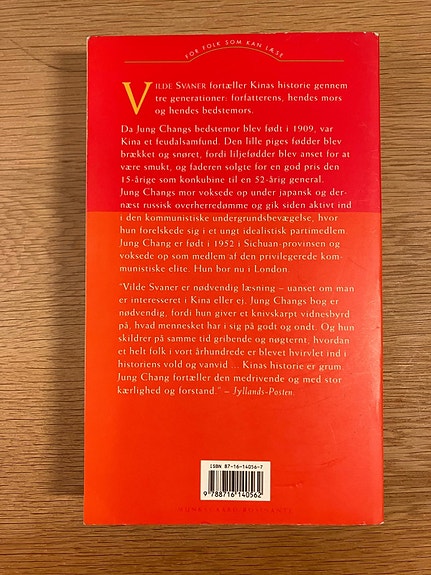 FOR FOLK SOM KAN LÆSE
VILDE SVANER fortæller Kinas historie gennem
tre generationer: forfatterens, hendes mors
og hendes bedstemors.
Da Jung Changs bedstemor blev født i 1909, var
Kina et feudalsamfund. Den lille piges fødder blev
brækket og snøret, fordi liljefødder blev anset for at
være smukt, og faderen solgte for en god pris den
15-årige som konkubine til en 52-årig general.
Jung Changs mor voksede op under japansk og der-
næst russisk overherredømme og gik siden aktivt ind
i den kommunistiske undergrundsbevægelse, hvor
hun forelskede sig i et ungt idealistisk partimedlem.
Jung Chang er født i 1952 i Sichuan-provinsen og
voksede op som medlem af den privilegerede kom-
munistiske elite. Hun bor nu i London.
"Vilde Svaner er nødvendig læsning – uanset om man
er interesseret i Kina eller ej. Jung Changs bog er
nødvendig, fordi hun giver et knivskarpt vidnesbyrd
på, hvad mennesket har i sig på godt og ondt. Og hun
skildrer på samme tid gribende og nøgternt, hvordan
et helt folk i vort århundrede er blevet hvirvlet ind i
historiens vold og vanvid ... Kinas historie er grum.
Jung Chang fortæller den medrivende og med stor
kærlighed og forstand." – Jyllands-Posten.
ISBN 87-16-14056-7
9 788716 140562